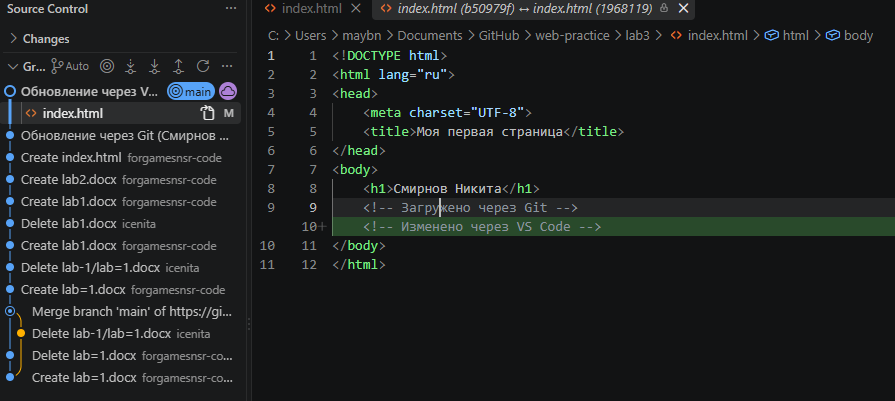 Source Control
Changes
Gr... Auto
Обновление через V... main
index.html M
Обновление через Git (Смирнов ...
Create index.html forgamesnsr-code
Create lab2.docx forgamesnsr-code
Create lab1.docx forgamesnsr-code
Delete lab1.docx icenita
Create lab1.docx forgamesnsr-code
Delete lab-1/lab=1.docx icenita
Create lab=1.docx forgamesnsr-code
Merge branch 'main' of https://gi...
Delete lab-1/lab=1.docx icenita
Delete lab=1.docx forgamesnsr-co...
Create lab=1.docx forgamesnsr-co...
index.html index.html (b50979f) ↔ index.html (1968119)
C: > Users > maybn > Documents > GitHub > web-practice > lab3 > index.html > html > body
1 1 <!DOCTYPE html>
2 2 <html lang="ru">
3 3 <head>
4 4 <meta charset="UTF-8">
5 5 <title>Моя первая страница</title>
6 6 </head>
7 7 <body>
8 8 <h1>Смирнов Никита</h1>
9 9 <!-- Загружено через Git -->
10+ <!-- Изменено через VS Code -->
10 11 </body>
11 12 </html>